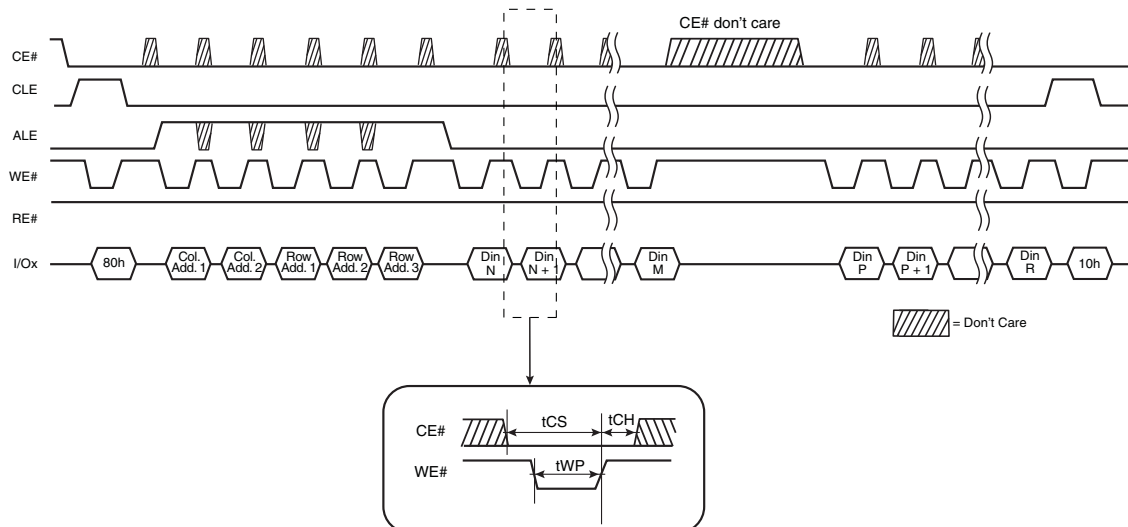 CE# don't care
CE#
CLE
ALE
WE#
RE#
I/Ox
80h
Col.
Add. 1
Col.
Add. 2
Row
Add. 1
Row
Add. 2
Row
Add. 3
Din
N
Din
N + 1
Din
M
Din
P
Din
P + 1
Din
R
10h
= Don't Care
CE#
tCS
tCH
WE#
tWP